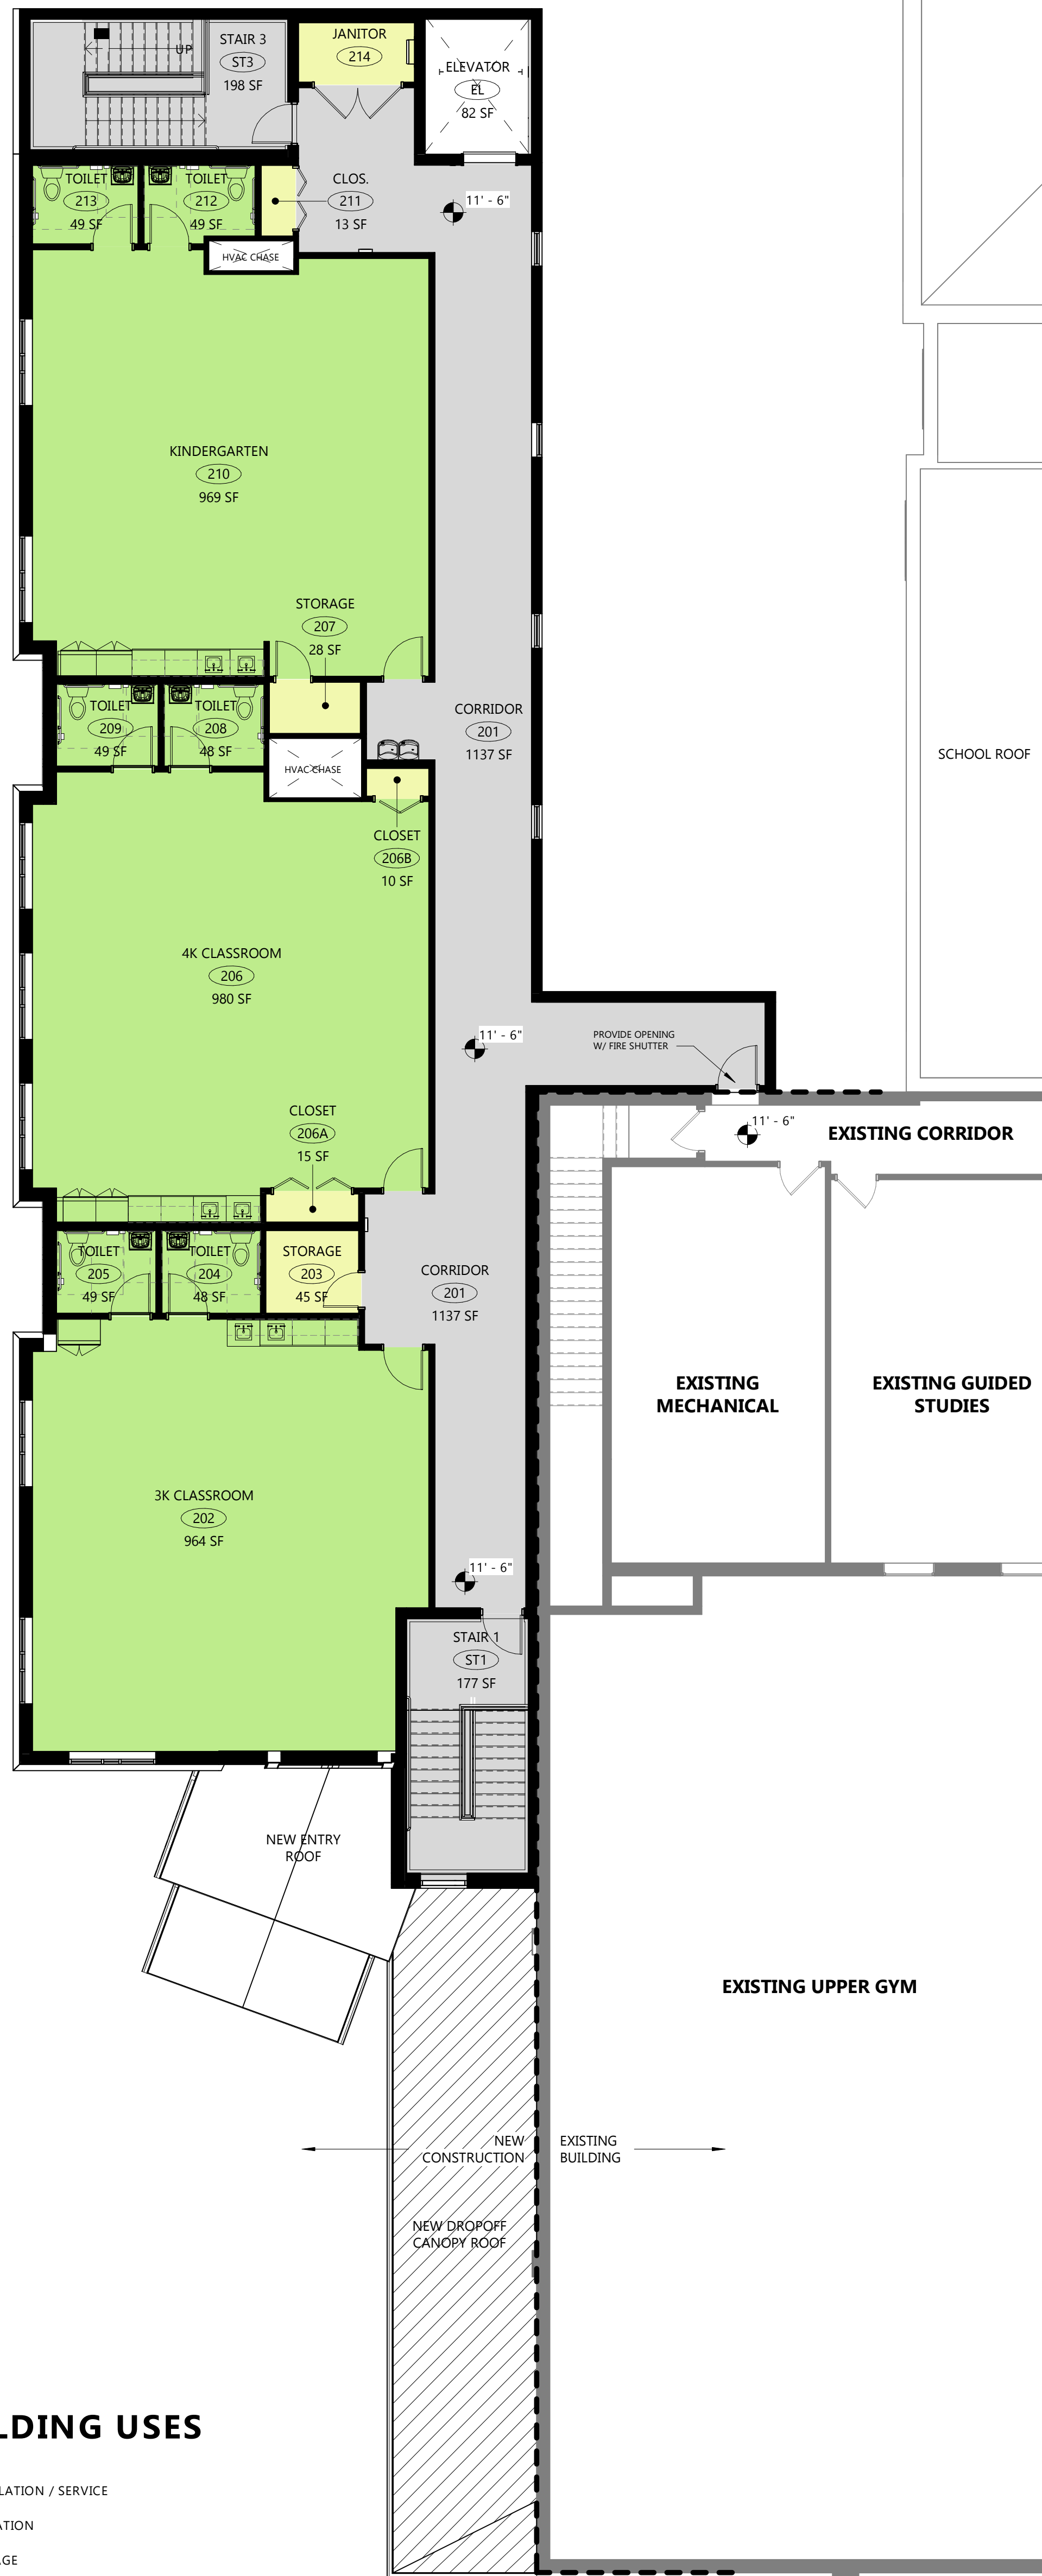 STAIR 3
ST3
198 SF
UP
JANITOR
214
ELEVATOR
EL
82 SF
TOILET
213
49 SF
TOILET
212
49 SF
CLOS.
211
13 SF
11' - 6"
HVAC CHASE
KINDERGARTEN
210
969 SF
STORAGE
207
28 SF
TOILET
209
49 SF
TOILET
208
48 SF
CORRIDOR
201
1137 SF
SCHOOL ROOF
HVAC CHASE
CLOSET
206B
10 SF
4K CLASSROOM
206
980 SF
11' - 6"
PROVIDE OPENING
W/ FIRE SHUTTER
CLOSET
206A
15 SF
11' - 6"
EXISTING CORRIDOR
TOILET
205
49 SF
TOILET
204
48 SF
STORAGE
203
45 SF
CORRIDOR
201
1137 SF
EXISTING
MECHANICAL
EXISTING GUIDED
STUDIES
3K CLASSROOM
202
964 SF
11' - 6"
STAIR 1
ST1
177 SF
NEW ENTRY
ROOF
EXISTING UPPER GYM
NEW
CONSTRUCTION
EXISTING
BUILDING
NEW DROPOFF
CANOPY ROOF
LDING USES
LATION / SERVICE
ATION
GE